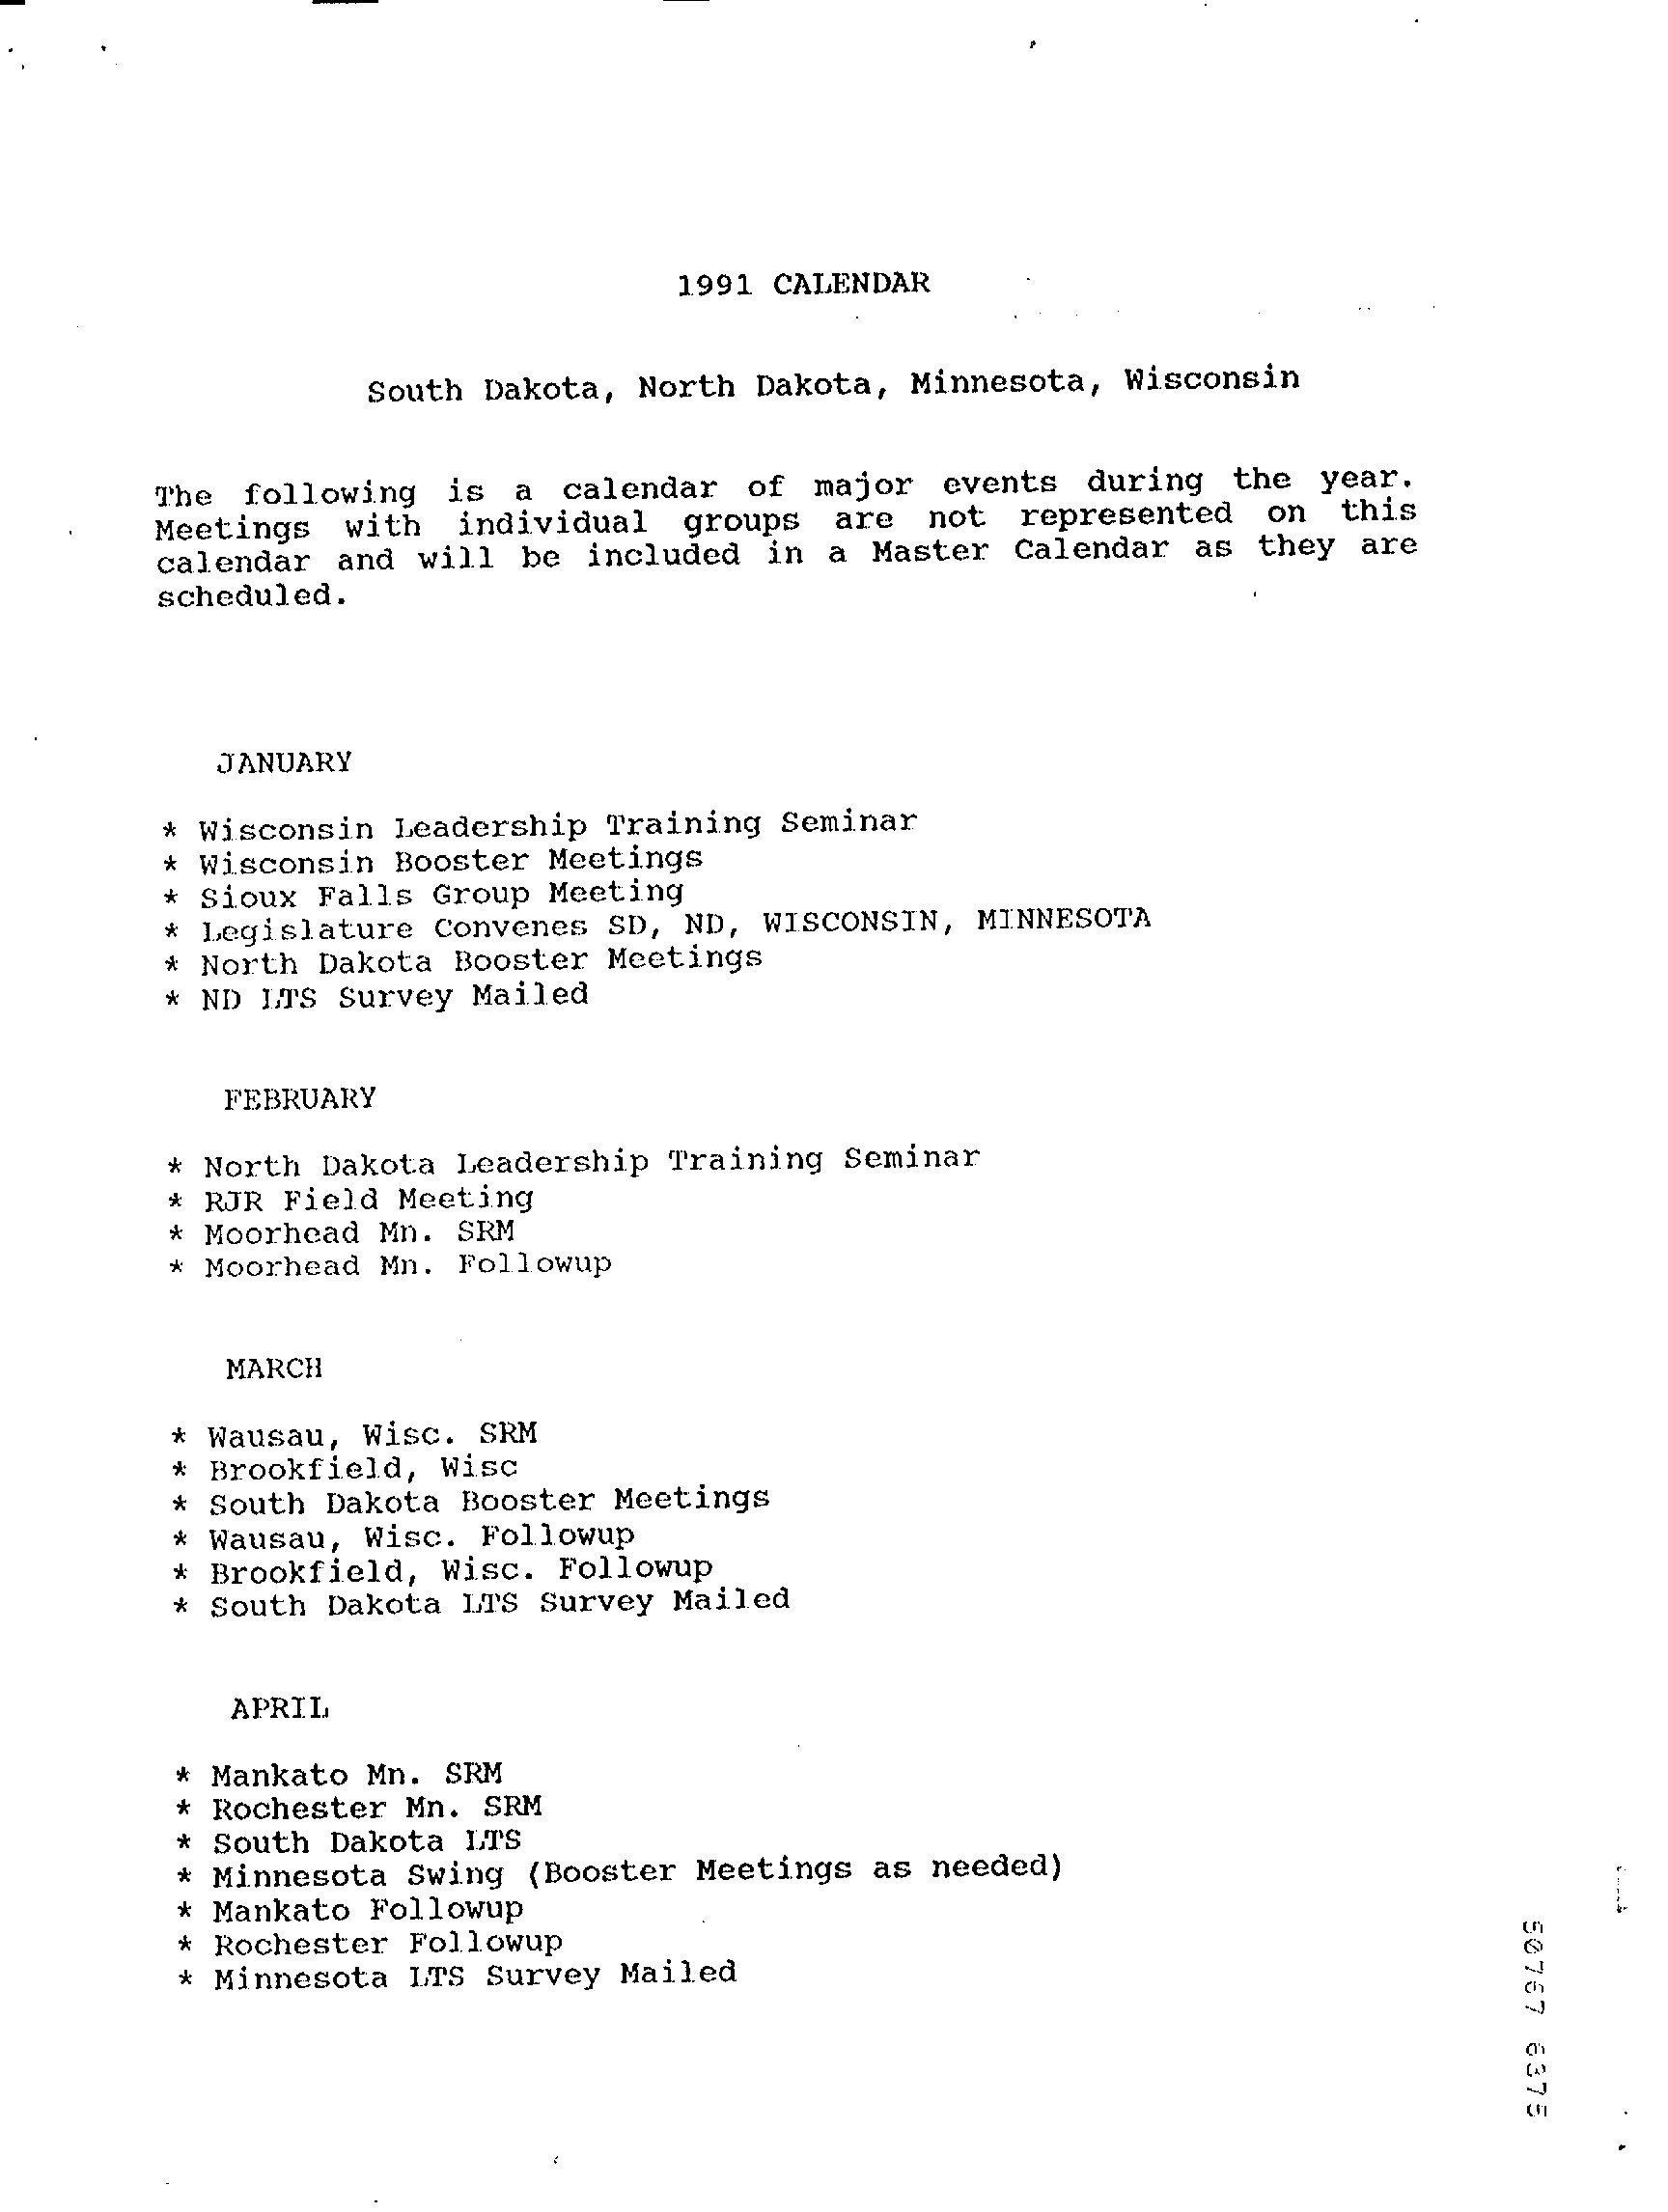 1991 CALENDAR
South Dakota, North Dakota, Minnesota, Wisconsin
The following is a calendar of major events during the year.
Meetings with individual groups are not represented on this
calendar and will be included in a Master Calendar as they are
scheduled.
JANUARY
* Wisconsin Leadership Training Seminar
* Wisconsin Booster Meetings
* Sioux Falls Group Meeting
* Legislature Convenes SD, ND, WISCONSIN, MINNESOTA
* North Dakota Booster Meetings
* ND LTS Survey Mailed
FEBRUARY
* North Dakota Leadership Training Seminar
* RJR Field Meeting
* Moorhead Mn. SRM
* Moorhead Mn. Followup
MARCH
* Wausau, Wisc. SRM
* Brookfield, Wisc
* South Dakota Booster Meetings
* Wausau, Wisc. Followup
* Brookfield, Wisc. Followup
* South Dakota LTS Survey Mailed
APRIL
* Mankato Mn. SRM
* Rochester Mn. SRM
* South Dakota LTS
* Minnesota Swing (Booster Meetings as needed)
* Mankato Followup
* Rochester Followup
* Minnesota LTS Survey Mailed
50767 6375